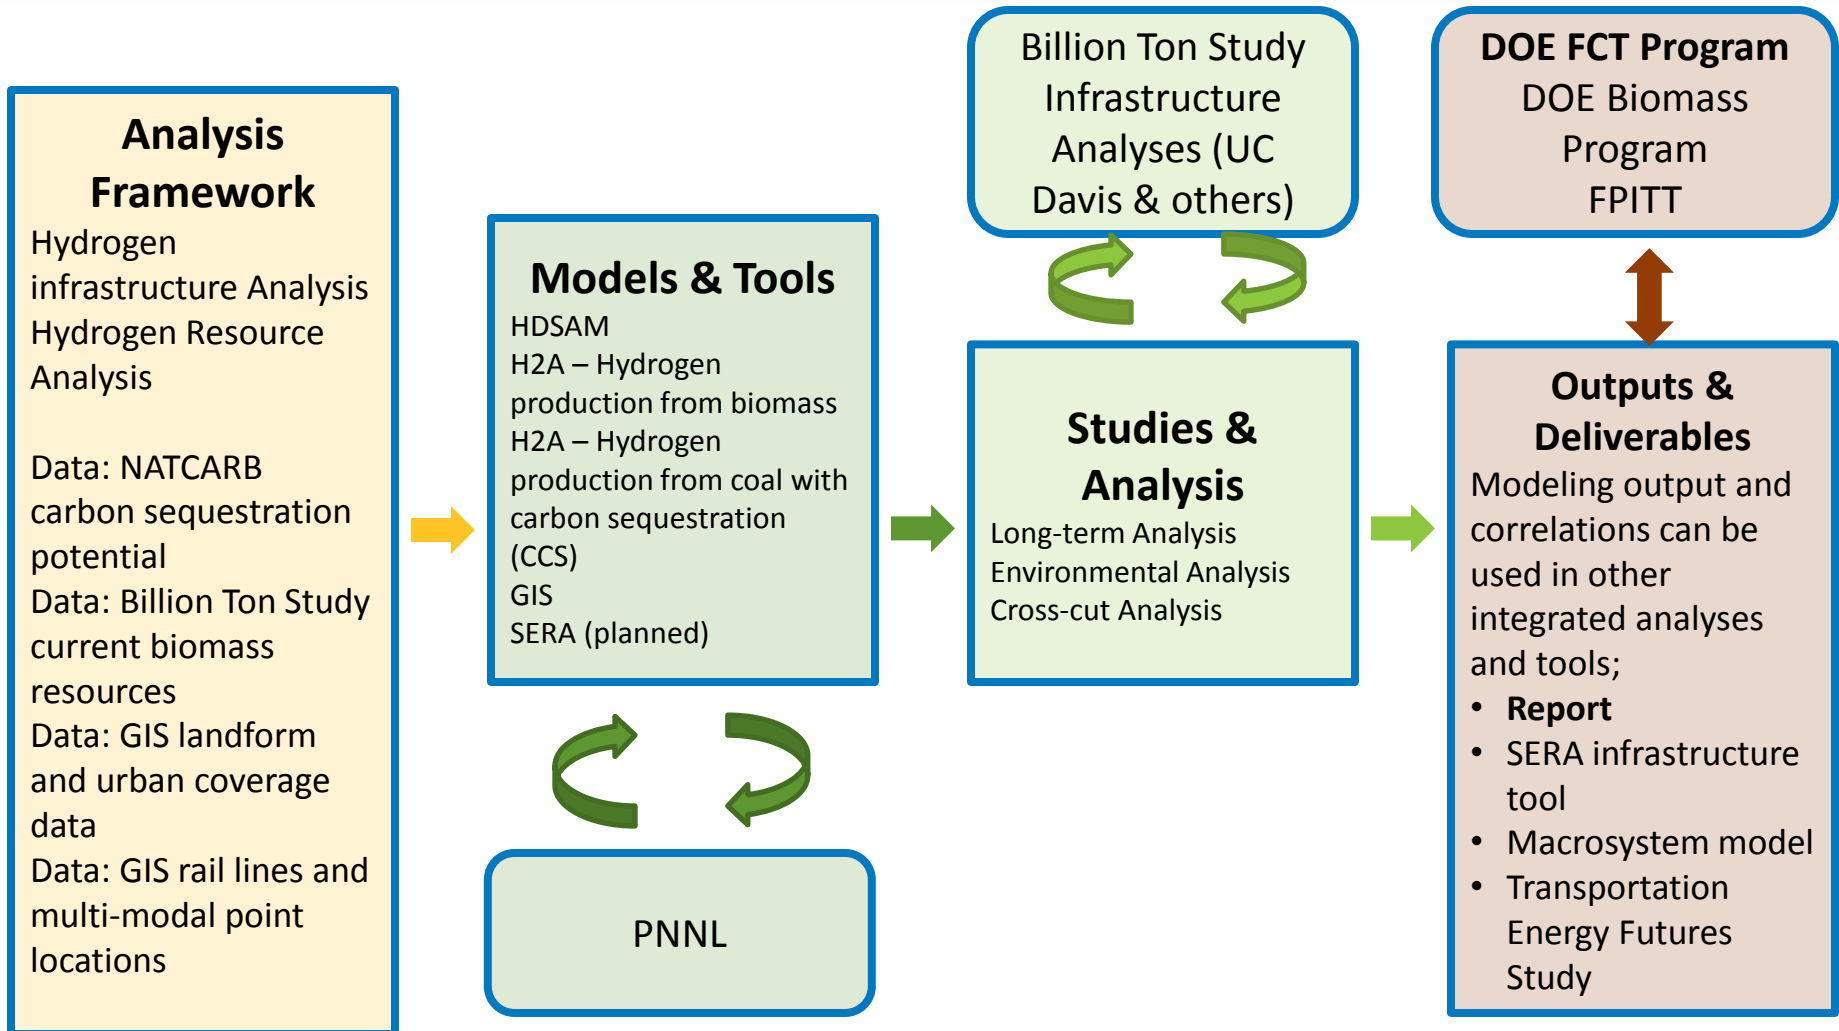 Analysis
Framework
Hydrogen
infrastructure Analysis
Hydrogen Resource
Analysis
Data: NATCARB
carbon sequestration
potential
Data: Billion Ton Study
current biomass
resources
Data: GIS landform
and urban coverage
data
Data: GIS rail lines and
multi-modal point
locations
Models & Tools
HDSAM
H2A – Hydrogen
production from biomass
H2A – Hydrogen
production from coal with
carbon sequestration
(CCS)
GIS
SERA (planned)
PNNL
Billion Ton Study
Infrastructure
Analyses (UC
Davis & others)
Studies &
Analysis
Long-term Analysis
Environmental Analysis
Cross-cut Analysis
DOE FCT Program
DOE Biomass
Program
FPITT
Outputs &
Deliverables
Modeling output and
correlations can be
used in other
integrated analyses
and tools;
• Report
• SERA infrastructure
tool
• Macrosystem model
• Transportation
Energy Futures
Study